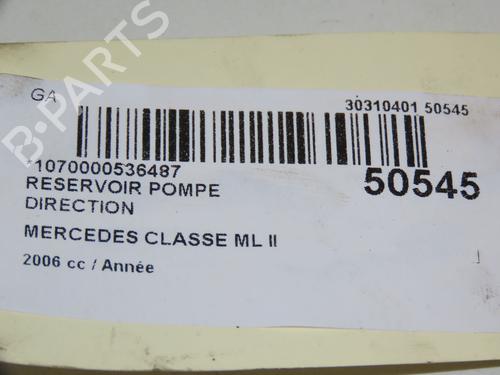 GA
30310401 50545
*1070000536487
50545
RESERVOIR POMPE
DIRECTION
MERCEDES CLASSE ML II
2006 cc / Année
B-PARTS